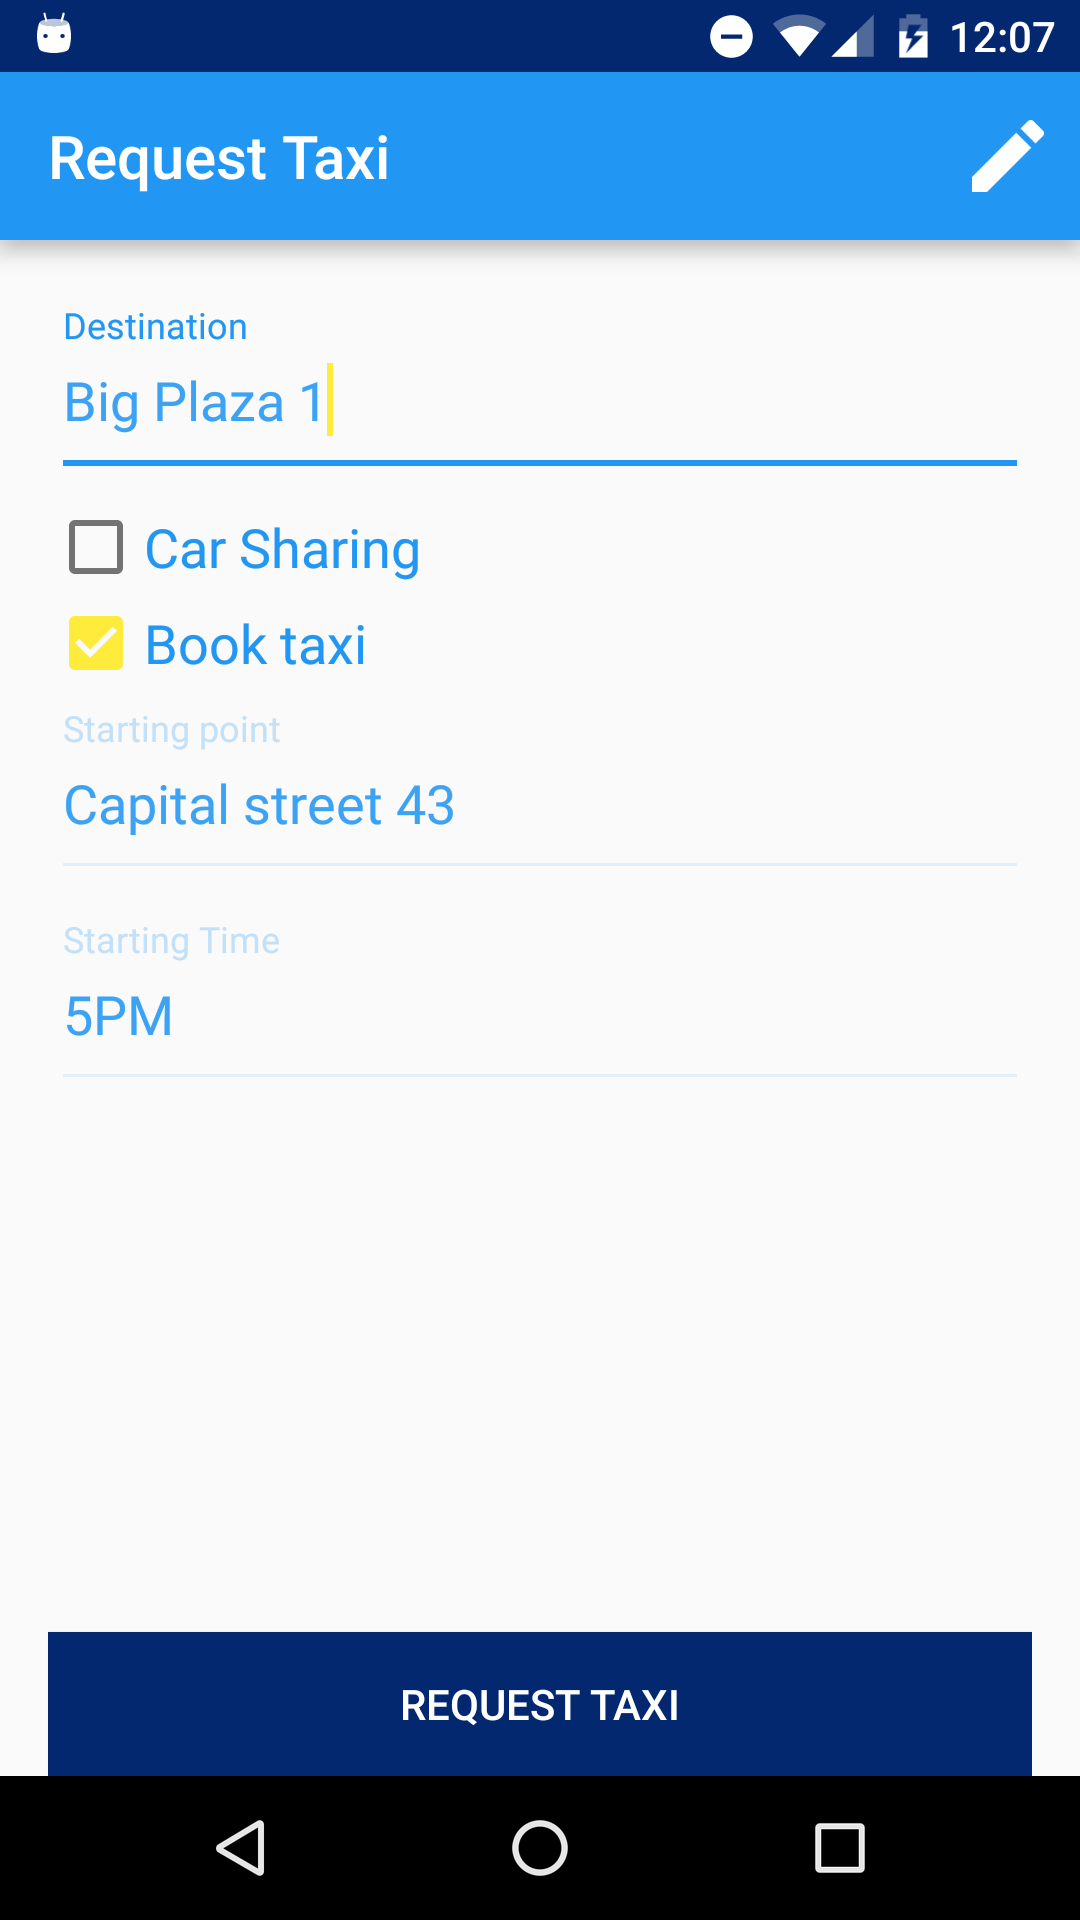 12:07
Request Taxi
Destination
Big Plaza 1
Car Sharing
Book taxi
Starting point
Capital street 43
Starting Time
5PM
REQUEST TAXI